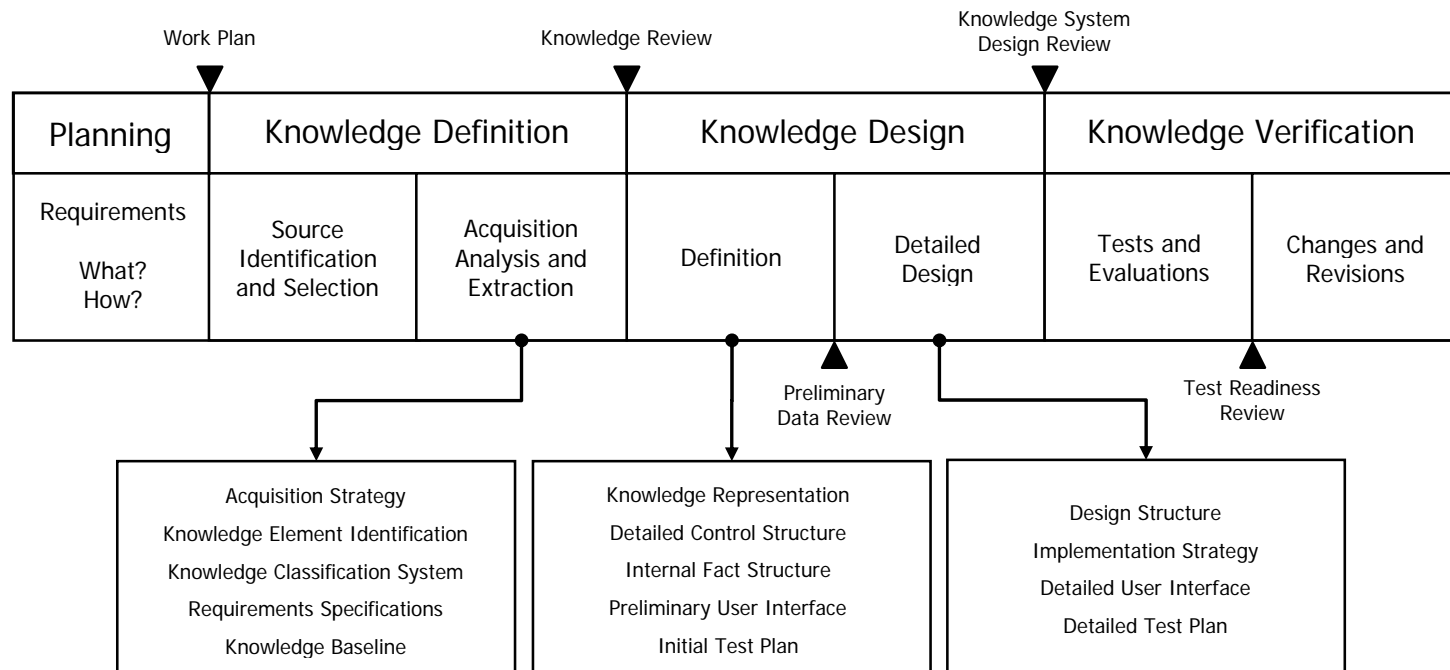 Work Plan
Knowledge Review
Knowledge System
Design Review
Planning
Knowledge Definition
Knowledge Design
Knowledge Verification
Requirements
What?
How?
Source
Identification
and Selection
Acquisition
Analysis and
Extraction
Definition
Detailed
Design
Tests and
Evaluations
Changes and
Revisions
Preliminary
Data Review
Test Readiness
Review
Acquisition Strategy
Knowledge Element Identification
Knowledge Classification System
Requirements Specifications
Knowledge Baseline
Knowledge Representation
Detailed Control Structure
Internal Fact Structure
Preliminary User Interface
Initial Test Plan
Design Structure
Implementation Strategy
Detailed User Interface
Detailed Test Plan